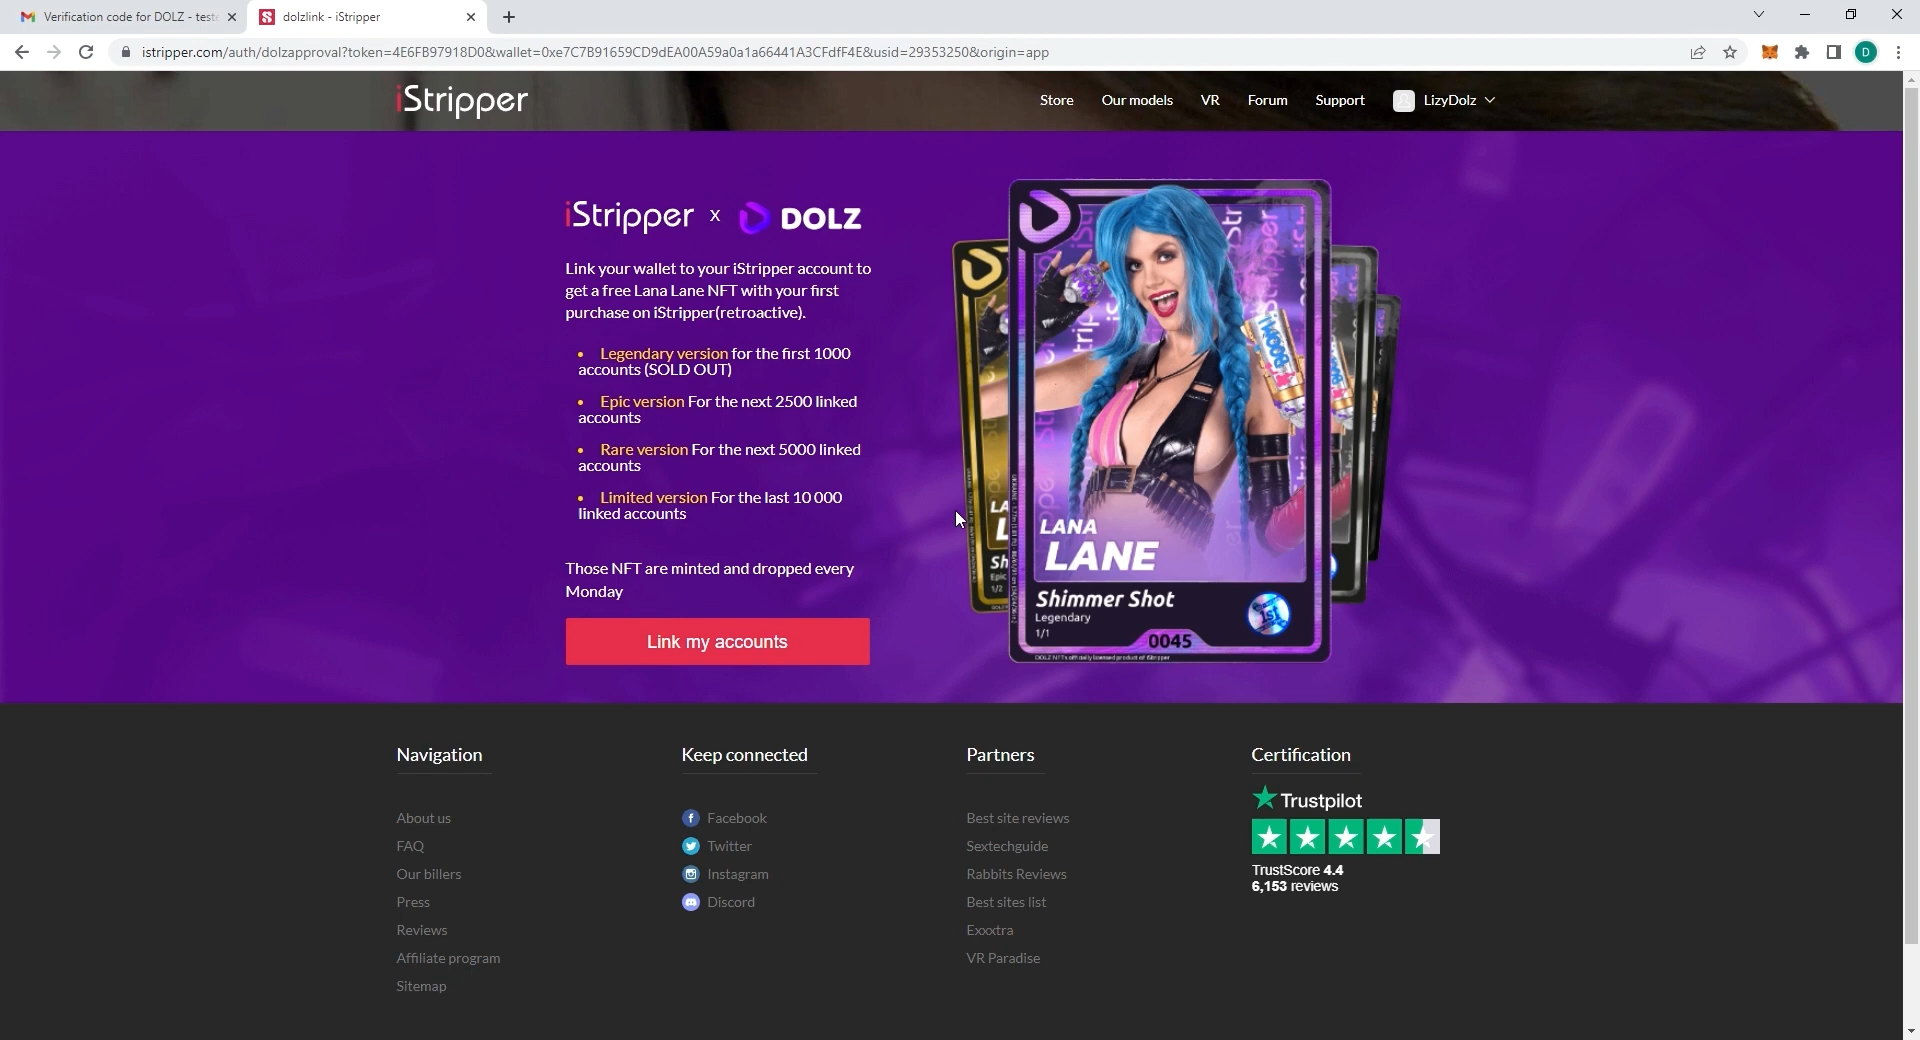 Verification code for DOLZ - teste
dolzlink - iStripper
istripper.com/auth/dolzapproval?token=4E6FB97918D0&wallet=0xe7C7B91659CD9dEA00A59a0a1a66441A3CFdfF4E&usid=29353250&origin=app
D
iStripper
Store
Our models
VR
Forum
Support
LizyDolz
iStripper x DOLZ
Link your wallet to your iStripper account to
get a free Lana Lane NFT with your first
purchase on iStripper(retroactive).
• Legendary version for the first 1000
accounts (SOLD OUT)
• Epic version For the next 2500 linked
accounts
• Rare version For the next 5000 linked
accounts
• Limited version For the last 10 000
linked accounts
Those NFT are minted and dropped every
Monday
Link my accounts
LANA
LANE
Shimmer Shot
Legendary
1/1
0045
1st
LA
L
Sh
Epic
1/2
Navigation
About us
FAQ
Our billers
Press
Reviews
Affiliate program
Sitemap
Keep connected
Facebook
Twitter
Instagram
Discord
Partners
Best site reviews
Sextechguide
Rabbits Reviews
Best sites list
Exxxtra
VR Paradise
Certification
Trustpilot
TrustScore 4.4
6,153 reviews